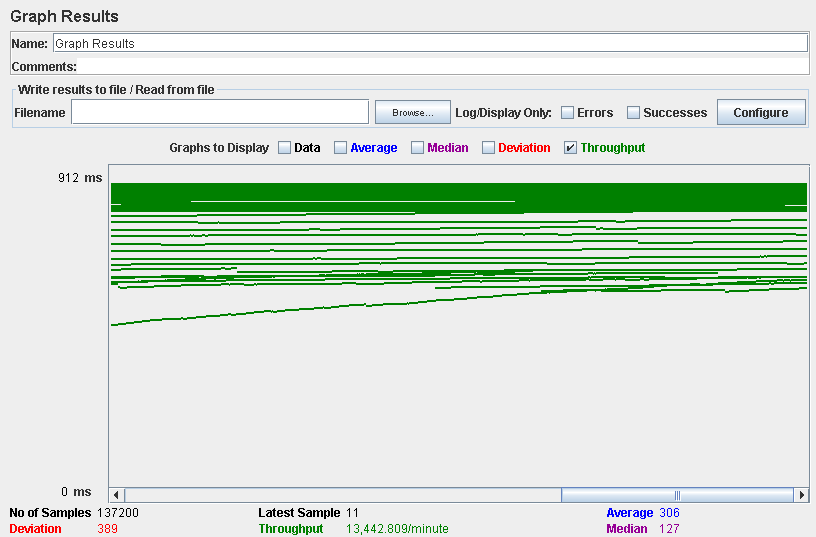 Graph Results
Name: Graph Results
Comments:
Write results to file / Read from file
Filename Browse... Log/Display Only: Errors Successes Configure
Graphs to Display Data Average Median Deviation Throughput
912 ms
0 ms
No of Samples 137200 Latest Sample 11 Average 306
Deviation 389 Throughput 13,442.809/minute Median 127